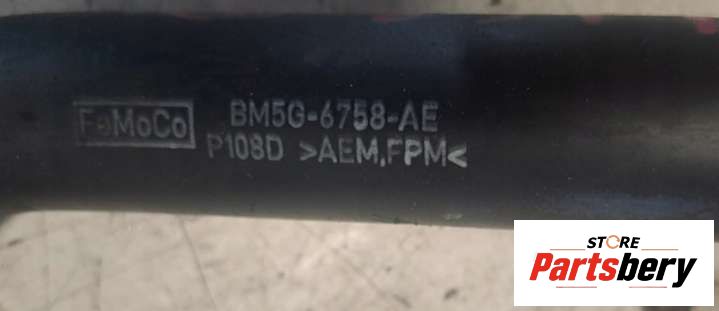 FoMoCo
BM5G-6758-AE
P108D >AEM,FPM<
STORE
Partsbery